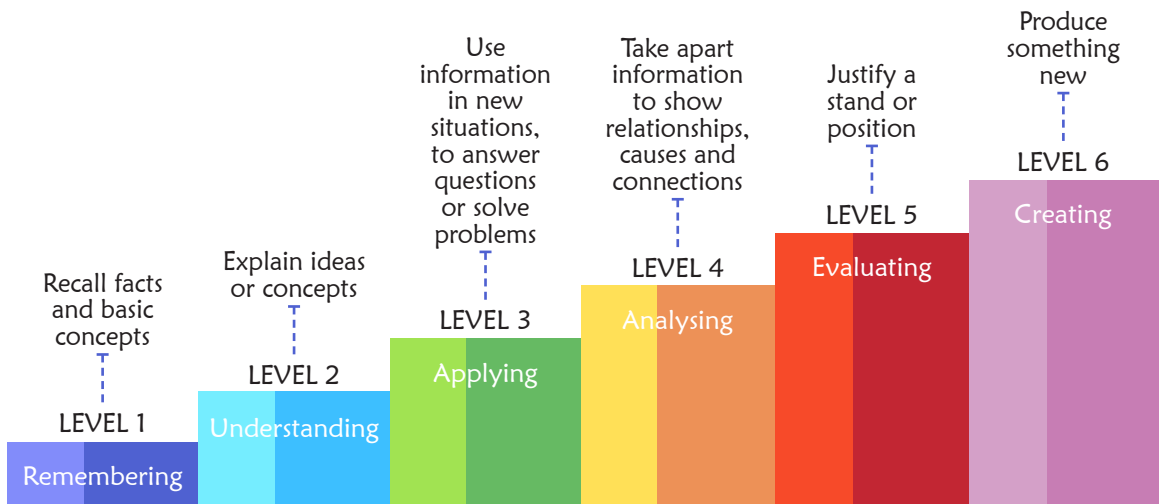 Recall facts
and basic
concepts
LEVEL 1
Remembering
Explain ideas
or concepts
LEVEL 2
Understanding
Use
information
in new
situations,
to answer
questions
or solve
problems
LEVEL 3
Applying
Take apart
information
to show
relationships,
causes and
connections
LEVEL 4
Analysing
Justify a
stand or
position
LEVEL 5
Evaluating
Produce
something
new
LEVEL 6
Creating